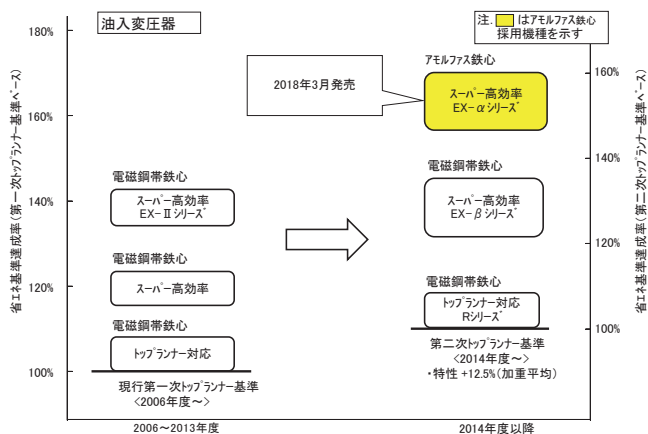 油入変圧器
注. はアモルファス鉄心
採用機種を示す
省エネ基準達成率(第一次トップランナー基準ベース)
180%
160%
140%
120%
100%
電磁鋼帯鉄心
スーパー高効率
EX-Ⅱシリーズ
電磁鋼帯鉄心
スーパー高効率
電磁鋼帯鉄心
トップランナー対応
現行第一次トップランナー基準
<2006年度～>
2006～2013年度
2018年3月発売
アモルファス鉄心
スーパー高効率
EX-αシリーズ
電磁鋼帯鉄心
スーパー高効率
EX-βシリーズ
電磁鋼帯鉄心
トップランナー対応
Rシリーズ
第二次トップランナー基準
<2014年度～>
・特性 +12.5%(加重平均)
2014年度以降
160%
140%
120%
100%
省エネ基準達成率(第二次トップランナー基準ベース)